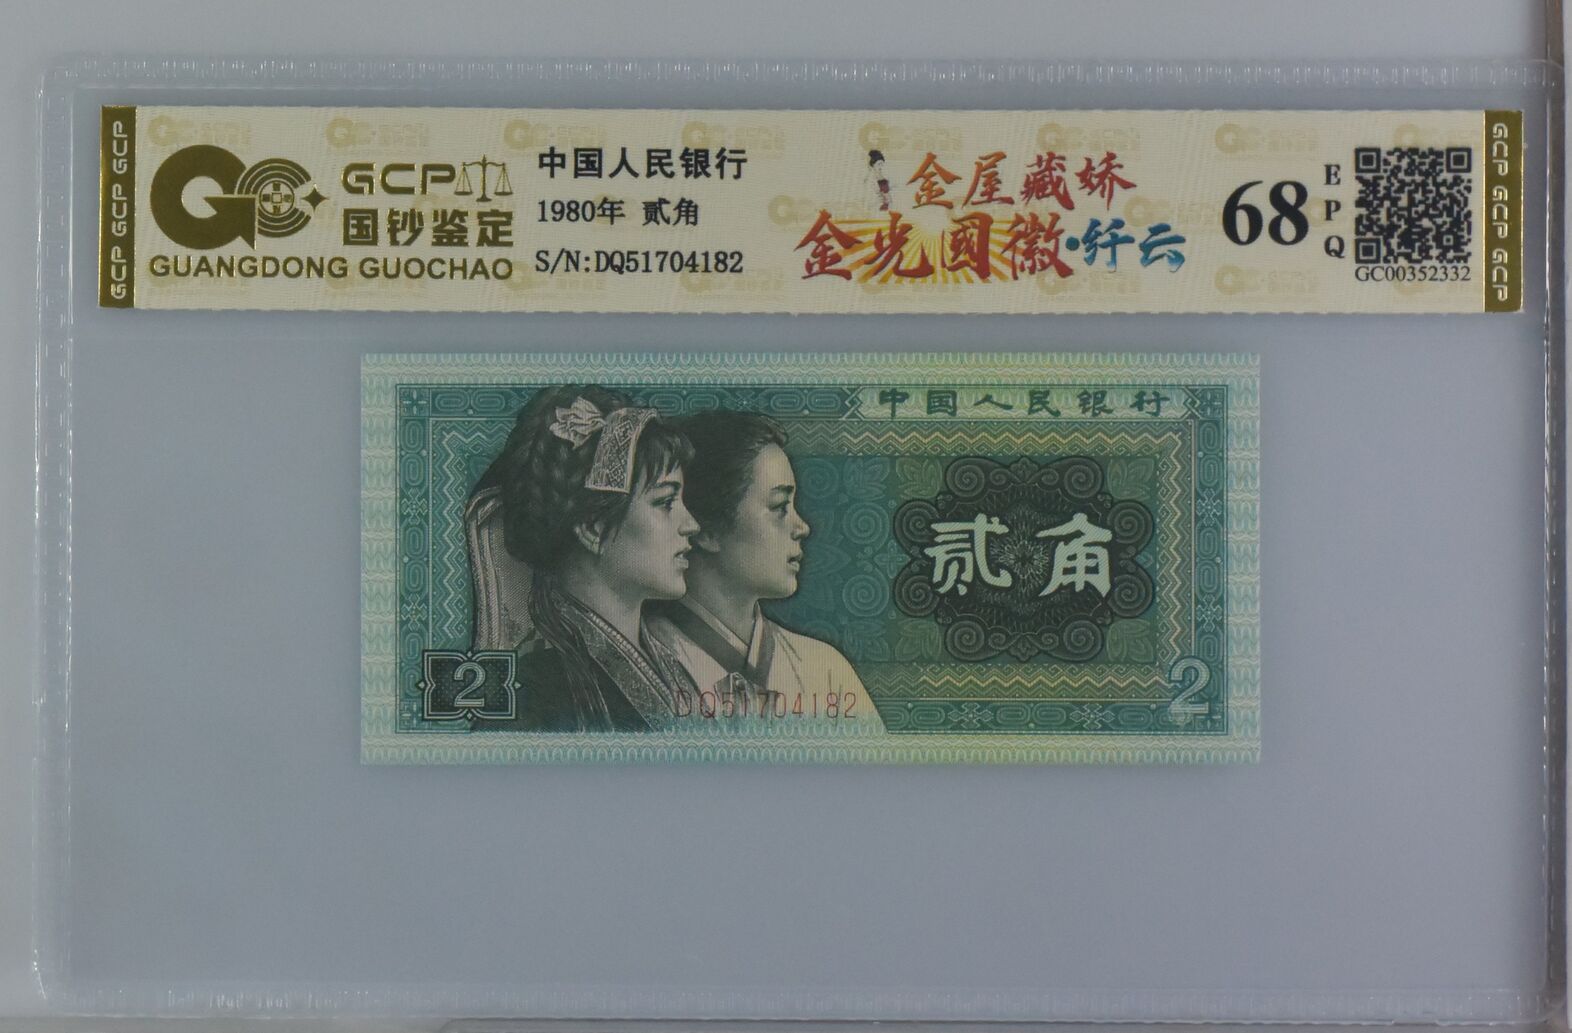 GCP GCP GCP
GCP
国钞鉴定
GUANGDONG GUOCHAO
中国人民银行
1980年 贰角
S/N:DQ51704182
金屋藏娇
金光國徽·纤云
68
EPQ
GC00352332
GCP GCP GCP
中国人民银行
贰角
2
DQ51704182
2